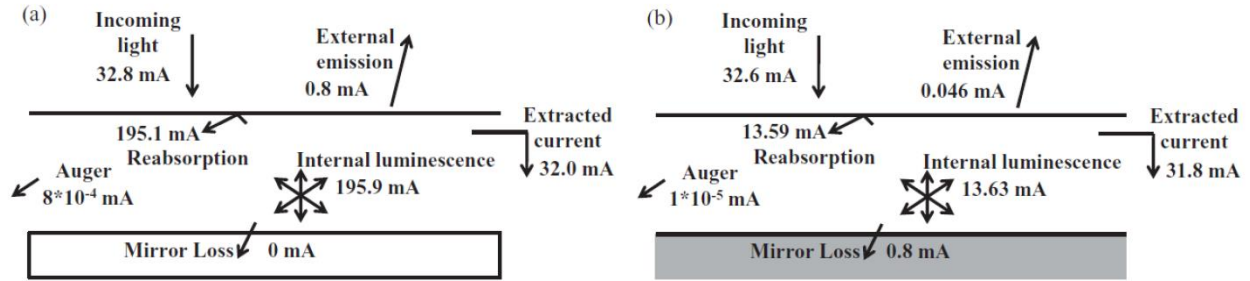 (a)
Incoming
light
32.8 mA
External
emission
0.8 mA
Extracted
current
32.0 mA
195.1 mA
Reabsorption
Auger
8*10⁻⁴ mA
Internal luminescence
195.9 mA
Mirror Loss 0 mA
(b)
Incoming
light
32.6 mA
External
emission
0.046 mA
Extracted
current
31.8 mA
13.59 mA
Reabsorption
Auger
1*10⁻⁵ mA
Internal luminescence
13.63 mA
Mirror Loss 0.8 mA